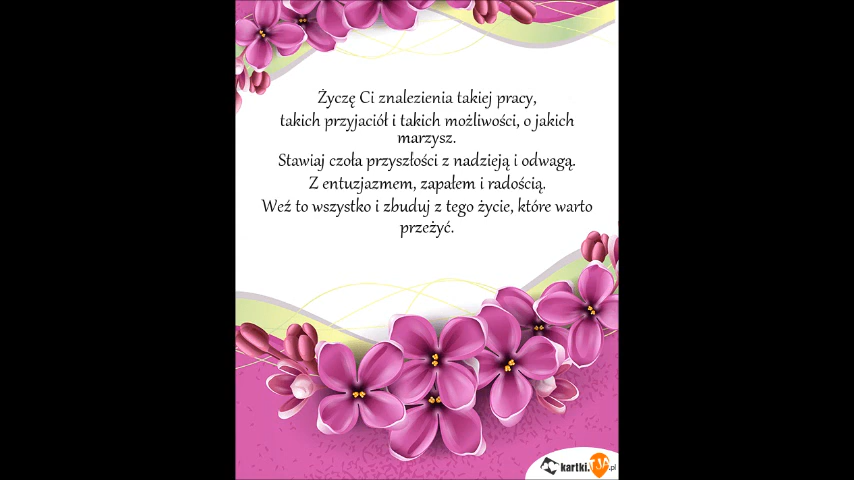 Życzę Ci znalezienia takiej pracy,
takich przyjaciół i takich możliwości, o jakich
marzysz.
Stawiaj czoła przyszłości z nadzieją i odwagą.
Z entuzjazmem, zapałem i radością.
Weź to wszystko i zbuduj z tego życie, które warto
przeżyć.
kartki.TJA.pl